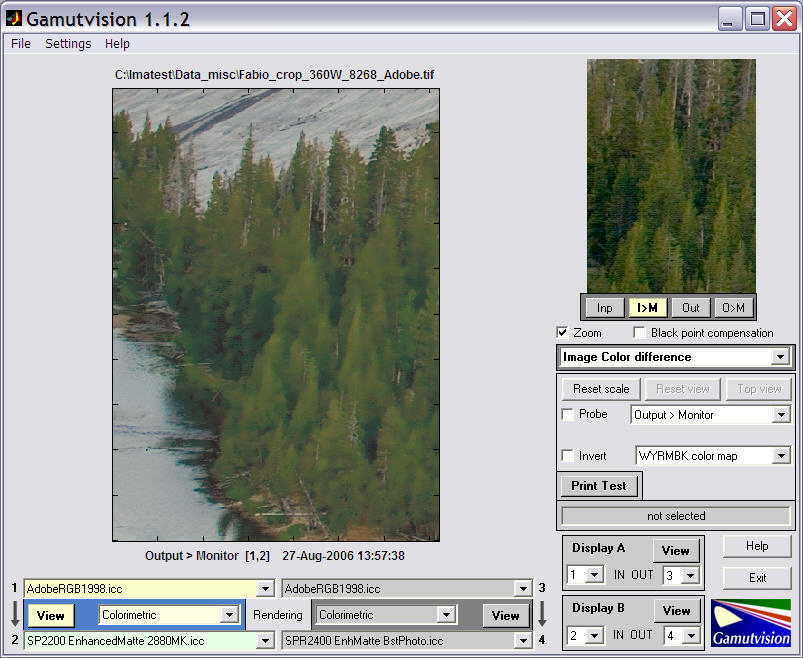 Gamutvision 1.1.2
File Settings Help
C:\Imatest\Data_misc\Fabio_crop_360W_8268_Adobe.tif
Inp I>M Out O>M
Zoom Black point compensation
Image Color difference
Reset scale Reset view Top view
Probe Output > Monitor
Invert WYRMBK color map
Print Test
not selected
Output > Monitor [1,2] 27-Aug-2006 13:57:38
Display A View Help
1 IN OUT 3
Exit
1 AdobeRGB1998.icc AdobeRGB1998.icc 3
View Colorimetric Rendering Colorimetric View
2 SP2200 EnhancedMatte 2880MK.icc SPR2400 EnhMatte BstPhoto.icc 4
Display B View
2 IN OUT 4
Gamutvision